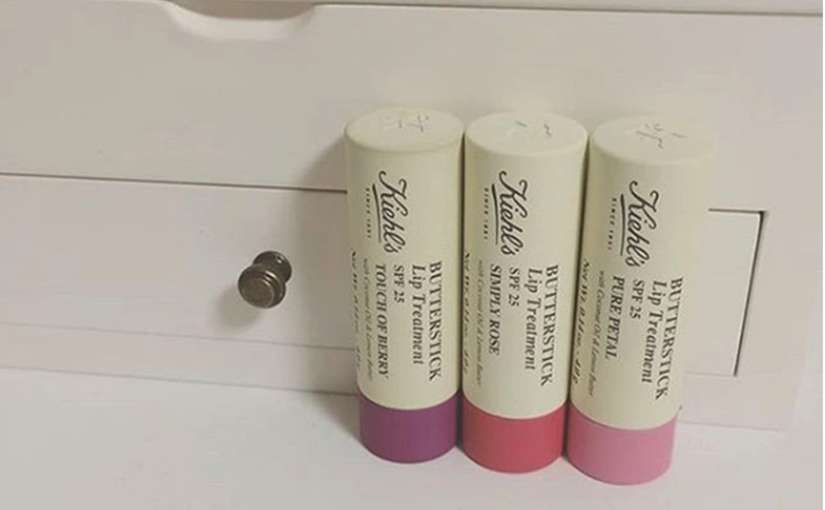 Kiehl's
SINCE 1851
BUTTERSTICK
Lip Treatment
SPF 25
TOUCH OF BERRY
with Coconut Oil & Lemon Butter
Kiehl's
SINCE 1851
BUTTERSTICK
Lip Treatment
SPF 25
SIMPLY ROSE
with Coconut Oil & Lemon Butter
Kiehl's
SINCE 1851
BUTTERSTICK
Lip Treatment
SPF 25
PURE PETAL
with Coconut Oil & Lemon Butter